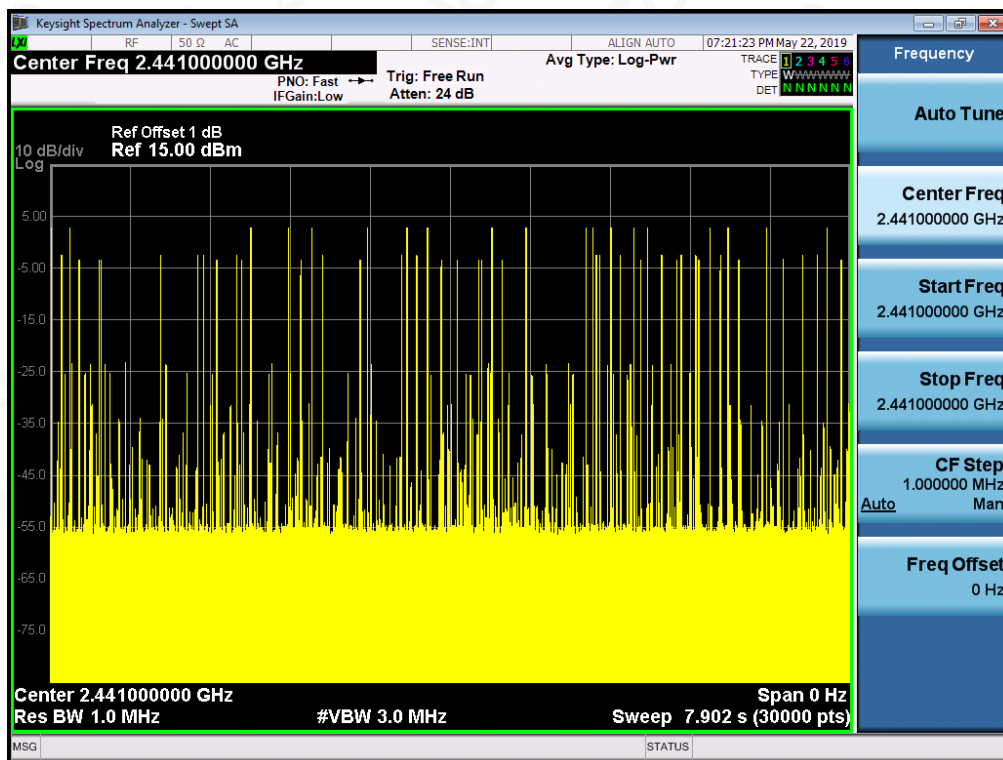 Keysight Spectrum Analyzer - Swept SA
LXI RF 50 Ω AC SENSE:INT ALIGN AUTO 07:21:23 PM May 22, 2019
Center Freq 2.441000000 GHz
PNO: Fast
IFGain:Low
Trig: Free Run
Atten: 24 dB
Avg Type: Log-Pwr
TRACE 1 2 3 4 5 6
TYPE WWWWWW
DET N N N N N N
Ref Offset 1 dB
10 dB/div Ref 15.00 dBm
Log
5.00
-5.00
-15.0
-25.0
-35.0
-45.0
-55.0
-65.0
-75.0
Center 2.441000000 GHz Span 0 Hz
Res BW 1.0 MHz #VBW 3.0 MHz Sweep 7.902 s (30000 pts)
MSG STATUS
Frequency
Auto Tune
Center Freq
2.441000000 GHz
Start Freq
2.441000000 GHz
Stop Freq
2.441000000 GHz
CF Step
1.000000 MHz
Auto Man
Freq Offset
0 Hz